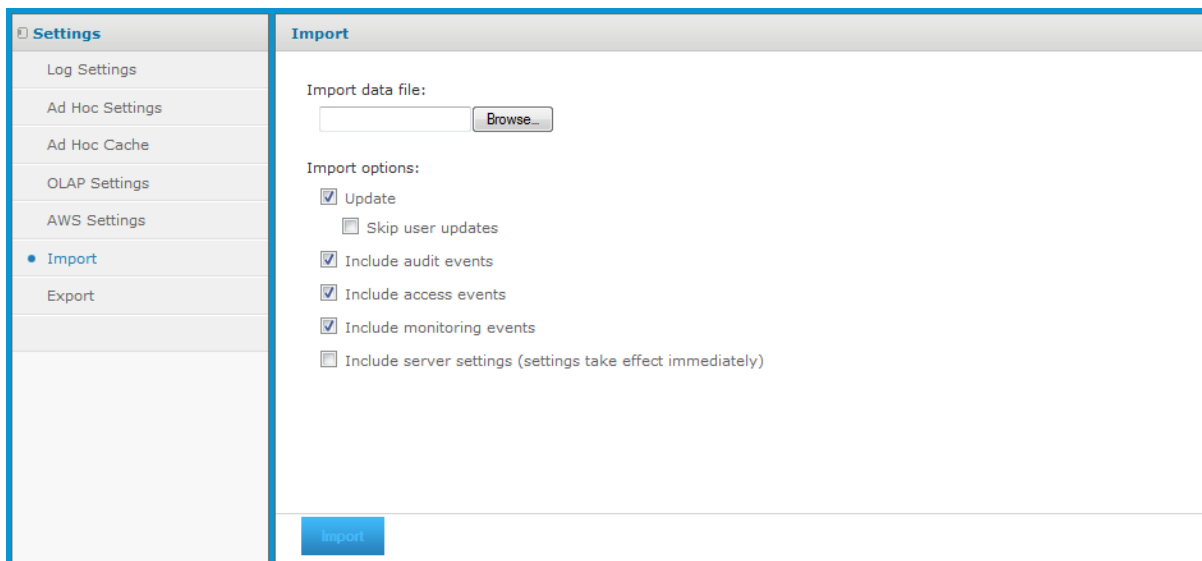 Settings
Log Settings
Ad Hoc Settings
Ad Hoc Cache
OLAP Settings
AWS Settings
Import
Export
Import
Import data file:
Browse...
Import options:
Update
Skip user updates
Include audit events
Include access events
Include monitoring events
Include server settings (settings take effect immediately)
Import